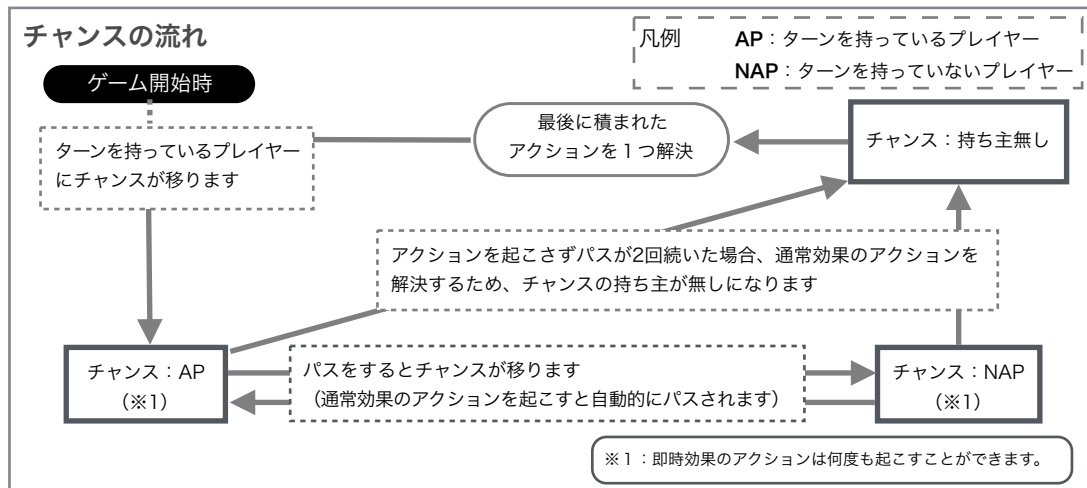 チャンスの流れ
凡例
AP：ターンを持っているプレイヤー
NAP：ターンを持っていないプレイヤー
ゲーム開始時
ターンを持っているプレイヤー
にチャンスが移ります
最後に積まれた
アクションを１つ解決
チャンス：持ち主無し
アクションを起こさずパスが2回続いた場合、通常効果のアクションを
解決するため、チャンスの持ち主が無しになります
チャンス：AP
（※1）
パスをするとチャンスが移ります
（通常効果のアクションを起こすと自動的にパスされます）
チャンス：NAP
（※1）
※１：即時効果のアクションは何度も起こすことができます。